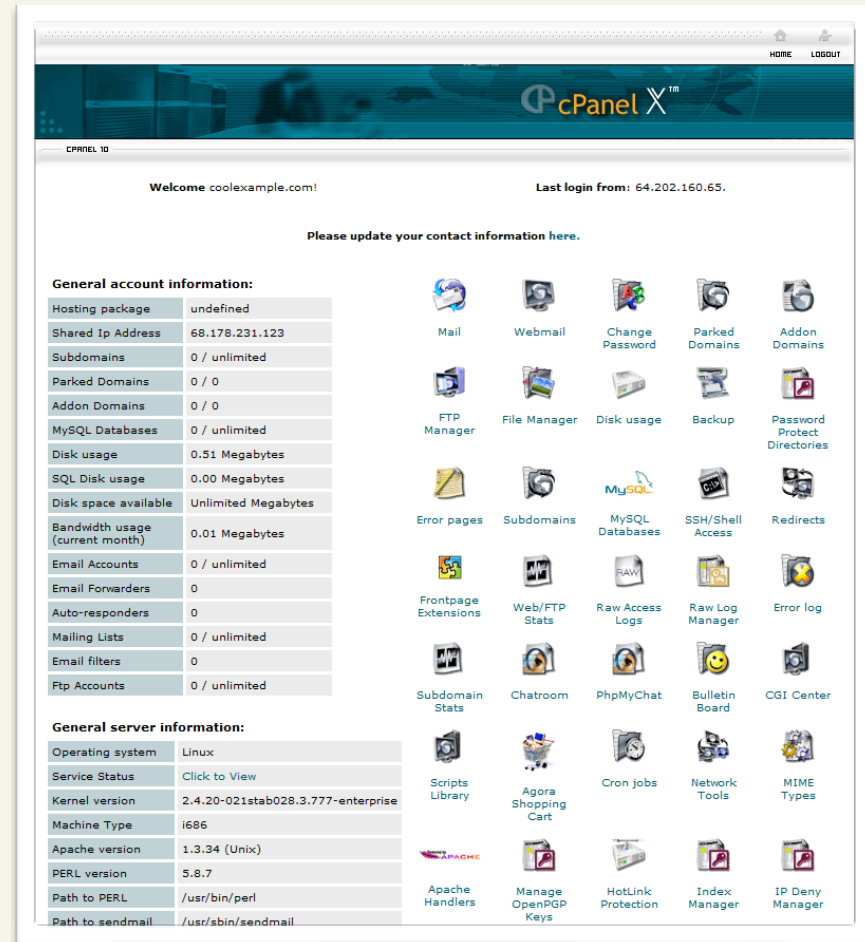 HOME LOGOUT
cPanel X™
CPANEL 10
Welcome coolexample.com!
Last login from: 64.202.160.65.
Please update your contact information here.
General account information:
Hosting package undefined
Shared Ip Address 68.178.231.123
Subdomains 0 / unlimited
Parked Domains 0 / 0
Addon Domains 0 / 0
MySQL Databases 0 / unlimited
Disk usage 0.51 Megabytes
SQL Disk usage 0.00 Megabytes
Disk space available Unlimited Megabytes
Bandwidth usage
(current month) 0.01 Megabytes
Email Accounts 0 / unlimited
Email Forwarders 0
Auto-responders 0
Mailing Lists 0 / unlimited
Email filters 0
Ftp Accounts 0 / unlimited
General server information:
Operating system Linux
Service Status Click to View
Kernel version 2.4.20-021stab028.3.777-enterprise
Machine Type i686
Apache version 1.3.34 (Unix)
PERL version 5.8.7
Path to PERL /usr/bin/perl
Path to sendmail /usr/sbin/sendmail
Mail
Webmail
Change
Password
Parked
Domains
Addon
Domains
FTP
Manager
File Manager
Disk usage
Backup
Password
Protect
Directories
Error pages
Subdomains
MySQL
MySQL
Databases
C:\>
SSH/Shell
Access
Redirects
Frontpage
Extensions
Web/FTP
Stats
RAW
Raw Access
Logs
Raw Log
Manager
Error log
Subdomain
Stats
Chatroom
PhpMyChat
Bulletin
Board
CGI Center
Scripts
Library
Agora
Shopping
Cart
Cron jobs
Network
Tools
MIME
Types
APACHE
Apache
Handlers
Manage
OpenPGP
Keys
HotLink
Protection
Index
Manager
IP Deny
Manager